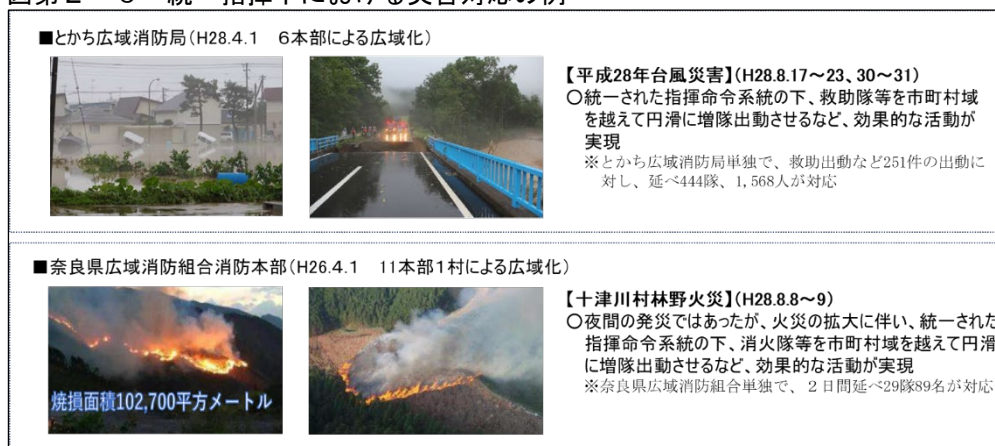 ■とかち広域消防局（H28.4.1　6本部による広域化）
【平成28年台風災害】（H28.8.17～23、30～31）
〇統一された指揮命令系統の下、救助隊等を市町村域
を越えて円滑に増隊出動させるなど、効果的な活動が
実現
※とかち広域消防局単独で、救助出動など251件の出動に
対し、延べ444隊、1,568人が対応
■奈良県広域消防組合消防本部（H26.4.1　11本部1村による広域化）
【十津川村林野火災】（H28.8.8～9）
〇夜間の発災ではあったが、火災の拡大に伴い、統一された
指揮命令系統の下、消火隊等を市町村域を越えて円滑
に増隊出動させるなど、効果的な活動が実現
※奈良県広域消防組合単独で、２日間延べ29隊89名が対応
焼損面積102,700平方メートル